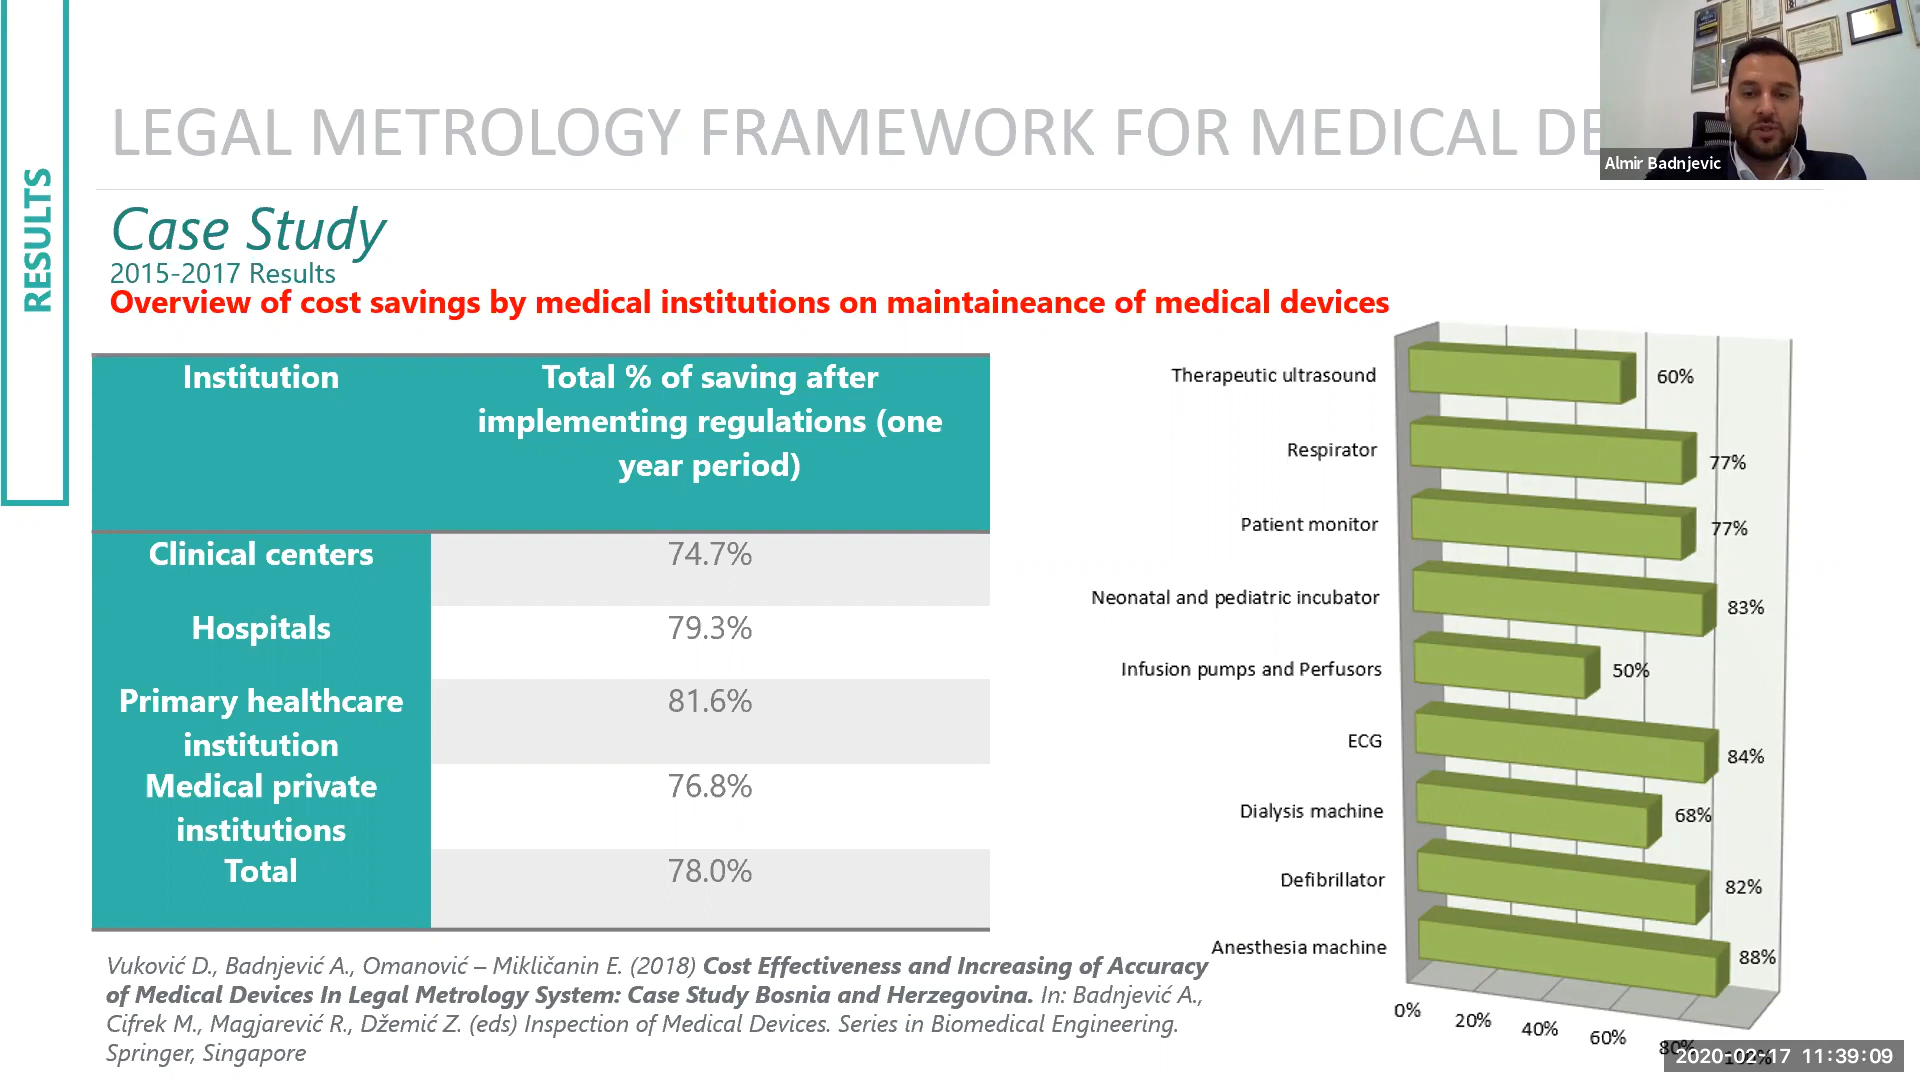 RESULTS
LEGAL METROLOGY FRAMEWORK FOR MEDICAL DE
Almir Badnjevic
Case Study
2015-2017 Results
Overview of cost savings by medical institutions on maintaineance of medical devices
Institution
Total % of saving after
implementing regulations (one
year period)
Clinical centers
74.7%
Hospitals
79.3%
Primary healthcare
institution
81.6%
Medical private
institutions
76.8%
Total
78.0%
Vuković D., Badnjević A., Omanović – Mikličanin E. (2018) Cost Effectiveness and Increasing of Accuracy
of Medical Devices In Legal Metrology System: Case Study Bosnia and Herzegovina. In: Badnjević A.,
Cifrek M., Magjarević R., Džemić Z. (eds) Inspection of Medical Devices. Series in Biomedical Engineering.
Springer, Singapore
Therapeutic ultrasound 60%
Respirator 77%
Patient monitor 77%
Neonatal and pediatric incubator 83%
Infusion pumps and Perfusors 50%
ECG 84%
Dialysis machine 68%
Defibrillator 82%
Anesthesia machine 88%
0% 20% 40% 60% 80%
2020-02-17 11:39:09